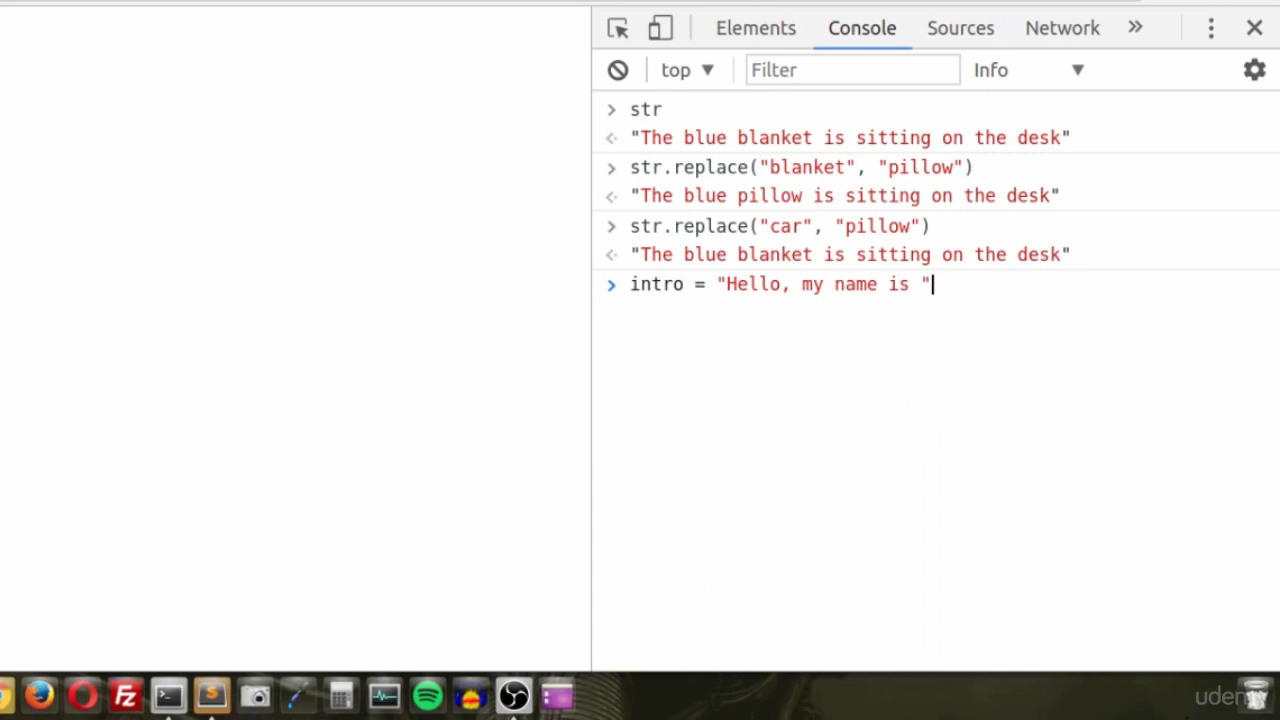 Elements Console Sources Network »
top ▼ Filter Info ▼
> str
"The blue blanket is sitting on the desk"
> str.replace("blanket", "pillow")
"The blue pillow is sitting on the desk"
> str.replace("car", "pillow")
"The blue blanket is sitting on the desk"
> intro = "Hello, my name is "
Fz S
udemy